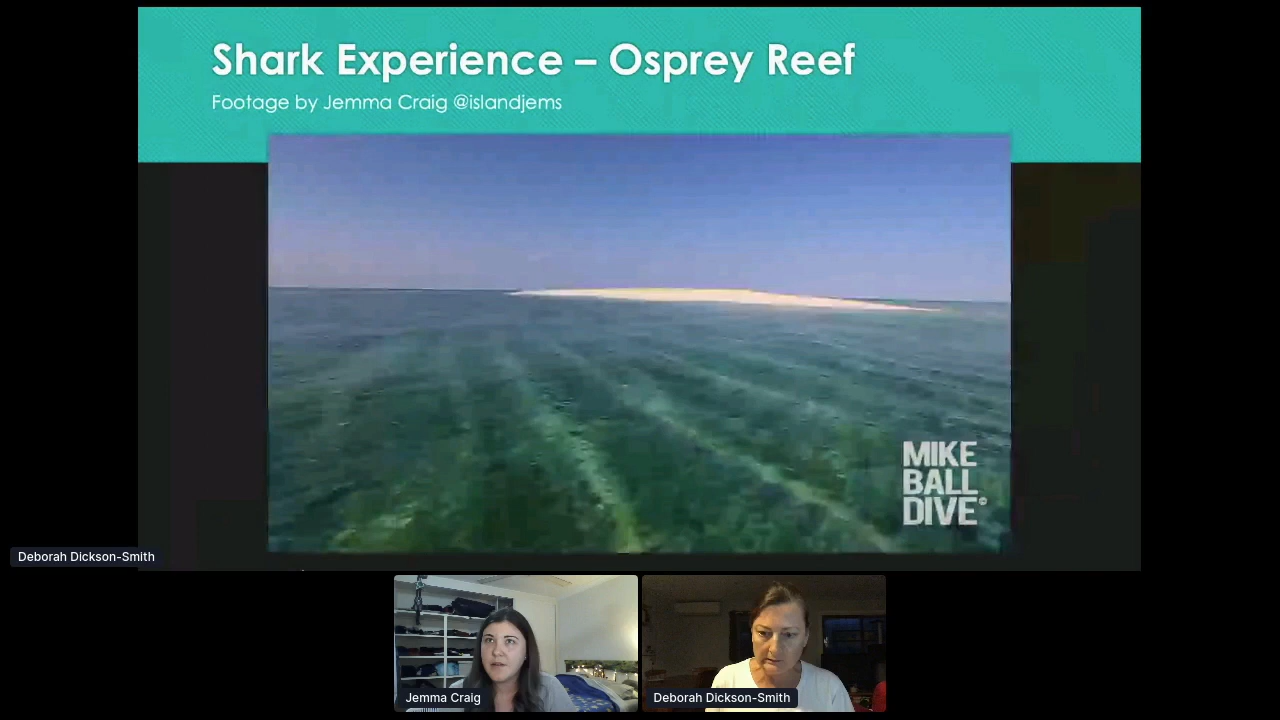 Shark Experience – Osprey Reef
Footage by Jemma Craig @islandjems
MIKE
BALL
DIVE
Deborah Dickson-Smith
Jemma Craig
Deborah Dickson-Smith